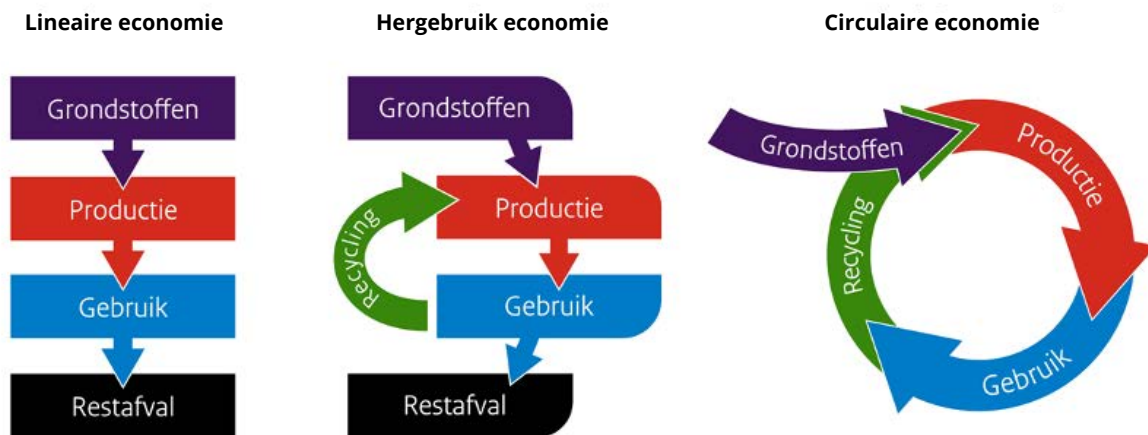 Lineaire economie
Grondstoffen
Productie
Gebruik
Restafval
Hergebruik economie
Grondstoffen
Recycling
Productie
Gebruik
Restafval
Circulaire economie
Grondstoffen
Productie
Recycling
Gebruik